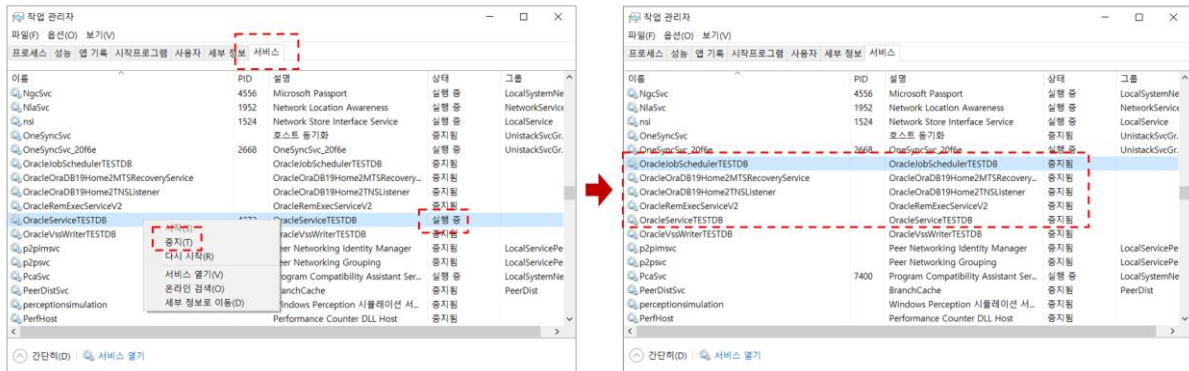 작업 관리자
파일(F) 옵션(O) 보기(V)
프로세스 성능 앱 기록 시작프로그램 사용자 세부 정보 서비스
이름 PID 설명 상태 그룹
NgcSvc 4556 Microsoft Passport 실행 중 LocalSystemNe
NlaSvc 1952 Network Location Awareness 실행 중 NetworkService
nsi 1524 Network Store Interface Service 실행 중 LocalService
OneSyncSvc 호스트 동기화 중지됨 UnistackSvcGr.
OneSyncSvc_20f6e 2668 OneSyncSvc_20f6e 실행 중 UnistackSvcGr.
OracleJobSchedulerTESTDB OracleJobSchedulerTESTDB 중지됨
OracleOraDB19Home2MTSRecoveryService OracleOraDB19Home2MTSRecovery... 중지됨
OracleOraDB19Home2TNSListener OracleOraDB19Home2TNSListener 중지됨
OracleRemExecServiceV2 OracleRemExecServiceV2 중지됨
OracleServiceTESTDB OracleServiceTESTDB 실행 중
OracleVssWriterTESTDB OracleVssWriterTESTDB 중지됨
p2pimsvc eer Networking Identity Manager 실행 중 LocalServicePe
p2psvc eer Networking Grouping 중지됨 LocalServicePe
PcaSvc rogram Compatibility Assistant Ser... 실행 중 LocalSystemNe
PeerDistSvc ranchCache 중지됨 PeerDist
perceptionsimulation Windows Perception 시뮬레이션 서... 중지됨
PerfHost Performance Counter DLL Host 중지됨
시작(S)
중지(T)
다시 시작(R)
서비스 열기(V)
온라인 검색(O)
세부 정보로 이동(D)
간단히(D) 서비스 열기
작업 관리자
파일(F) 옵션(O) 보기(V)
프로세스 성능 앱 기록 시작프로그램 사용자 세부 정보 서비스
이름 PID 설명 상태 그룹
NgcSvc 4556 Microsoft Passport 실행 중 LocalSystemNe
NlaSvc 1952 Network Location Awareness 실행 중 NetworkService
nsi 1524 Network Store Interface Service 실행 중 LocalService
OneSyncSvc 호스트 동기화 중지됨 UnistackSvcGr.
OneSyncSvc_20f6e 2668 OneSyncSvc_20f6e 실행 중 UnistackSvcGr.
OracleJobSchedulerTESTDB OracleJobSchedulerTESTDB 중지됨
OracleOraDB19Home2MTSRecoveryService OracleOraDB19Home2MTSRecovery... 중지됨
OracleOraDB19Home2TNSListener OracleOraDB19Home2TNSListener 중지됨
OracleRemExecServiceV2 OracleRemExecServiceV2 중지됨
OracleServiceTESTDB OracleServiceTESTDB 중지됨
OracleVssWriterTESTDB OracleVssWriterTESTDB 중지됨
p2pimsvc Peer Networking Identity Manager 중지됨 LocalServicePe
p2psvc Peer Networking Grouping 중지됨 LocalServicePe
PcaSvc 7400 Program Compatibility Assistant Ser... 실행 중 LocalSystemNe
PeerDistSvc BranchCache 중지됨 PeerDist
perceptionsimulation Windows Perception 시뮬레이션 서... 중지됨
PerfHost Performance Counter DLL Host 중지됨
간단히(D) 서비스 열기